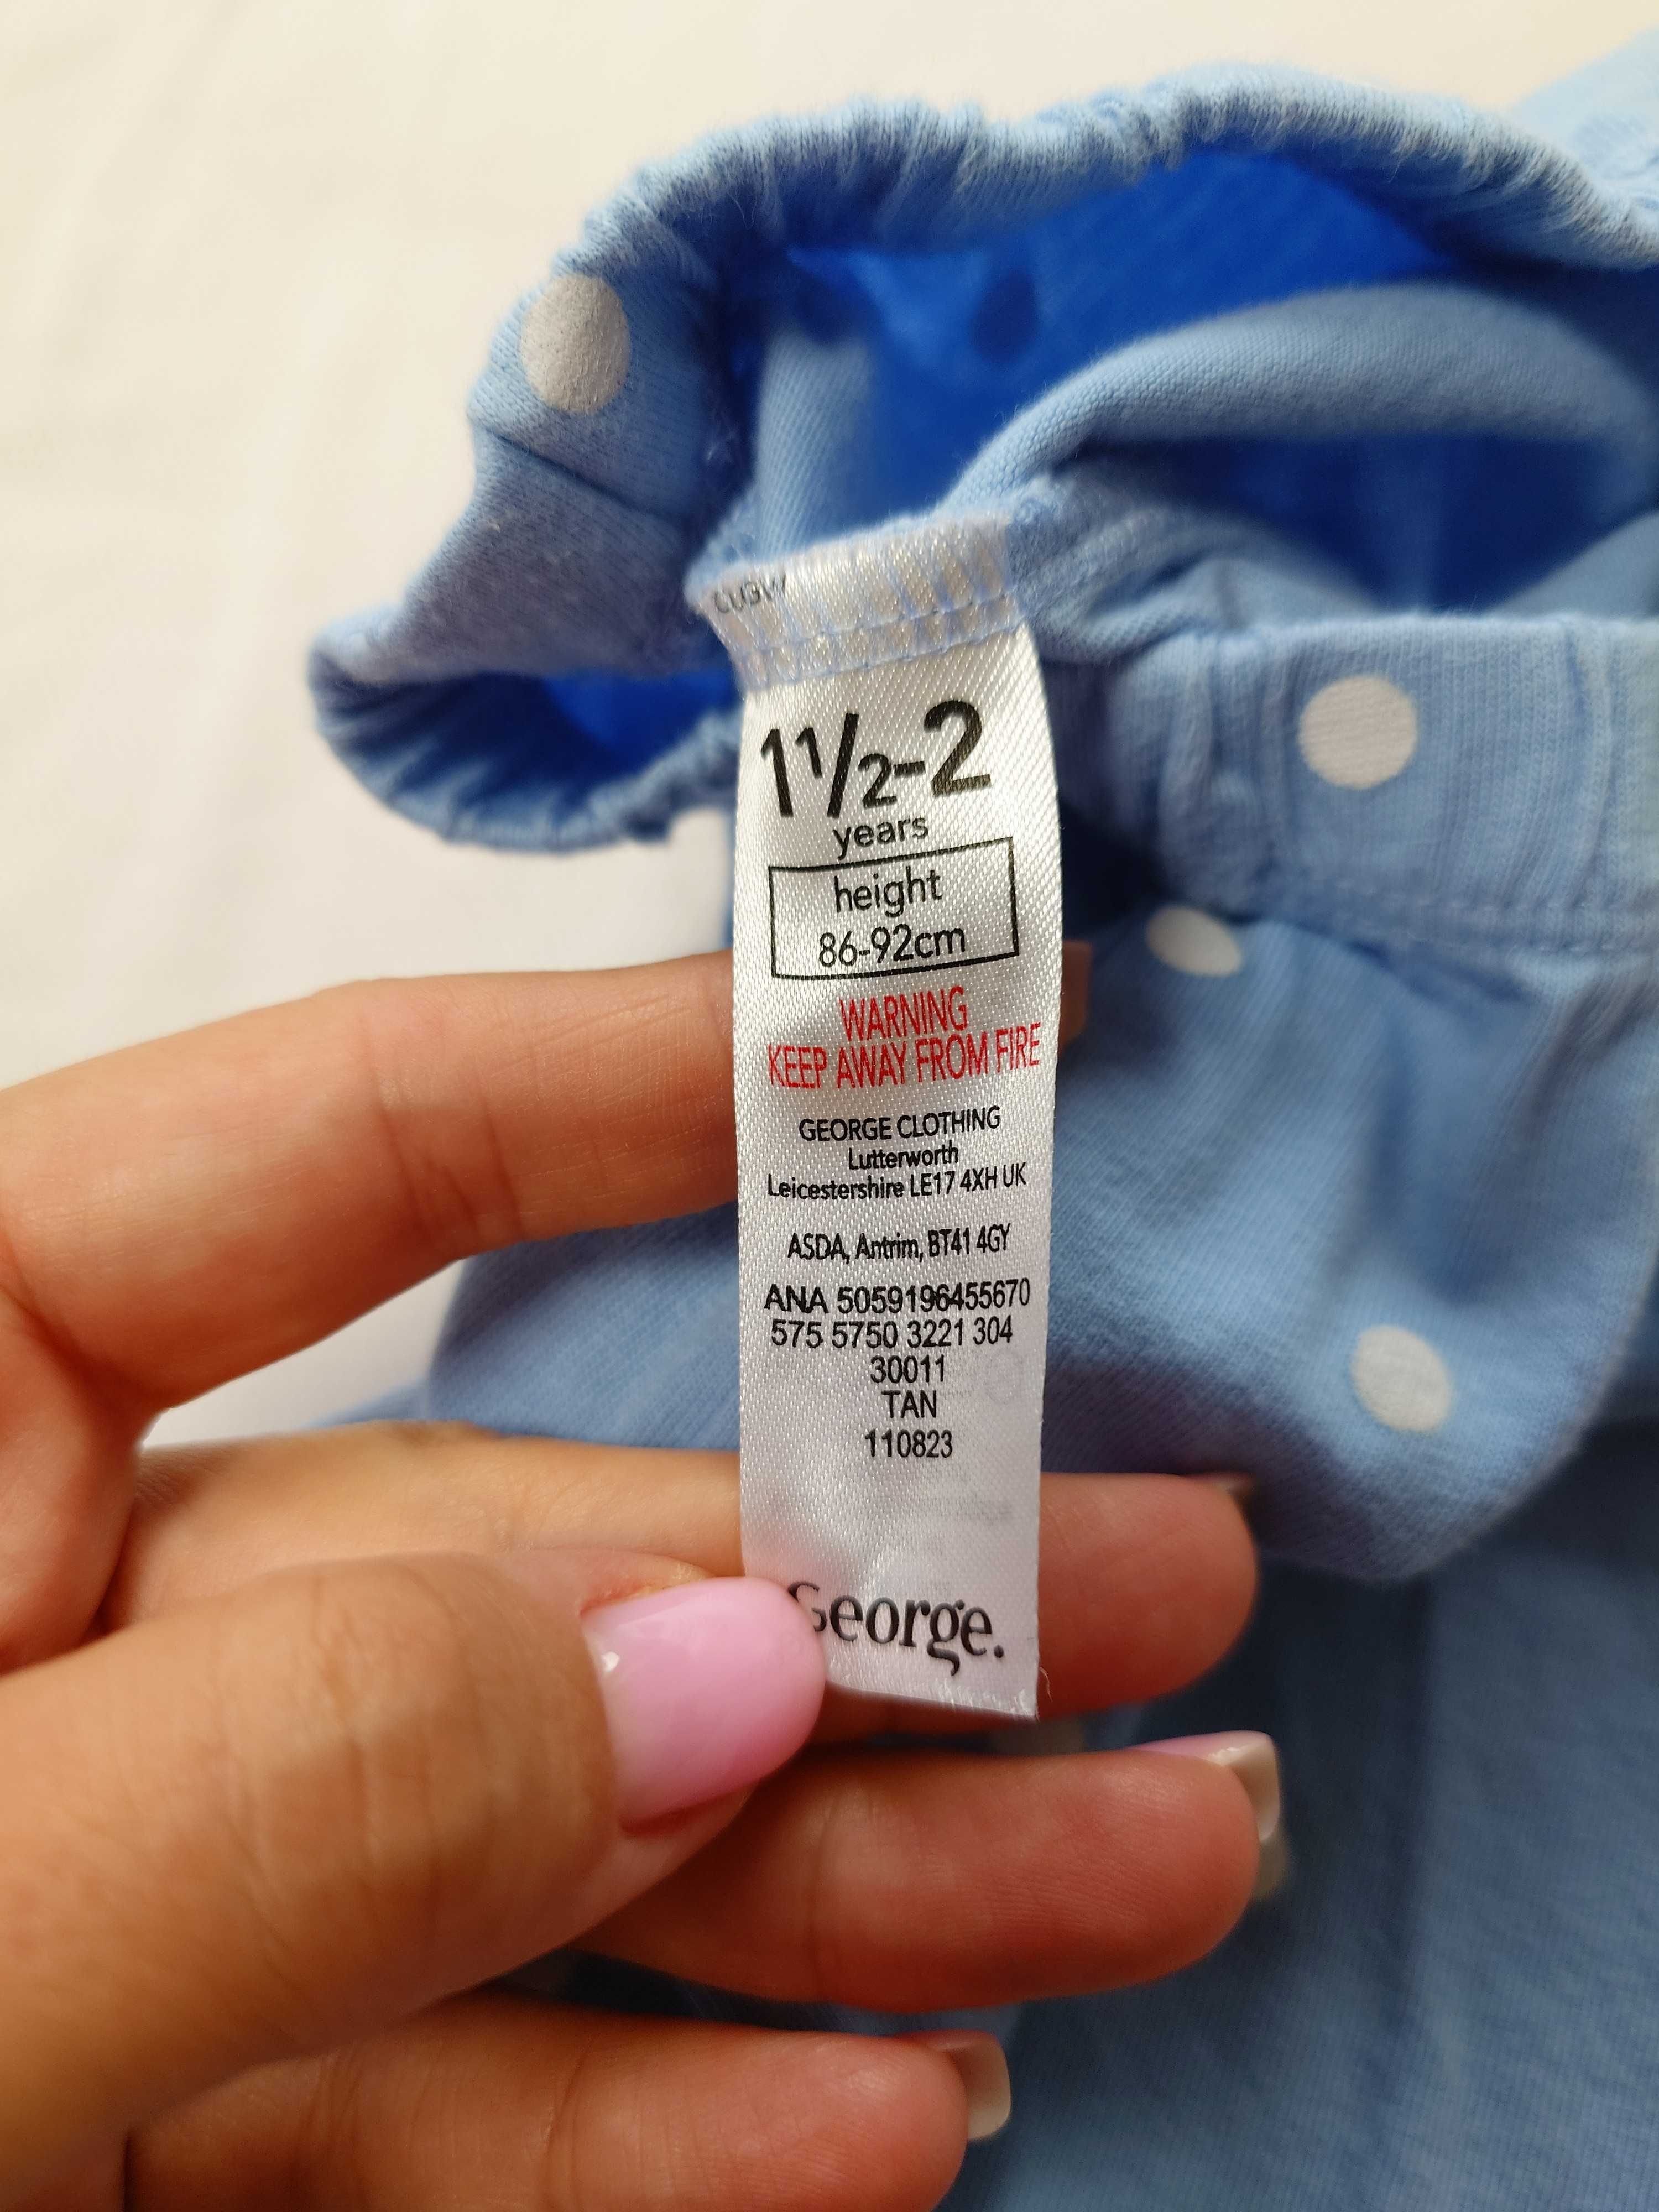 1½-2
years
height
86-92cm
WARNING
KEEP AWAY FROM FIRE
GEORGE CLOTHING
Lutterworth
Leicestershire LE17 4XH UK
ASDA, Antrim, BT41 4GY
ANA 5059196455670
575 5750 3221 304
30011
TAN
110823
George.